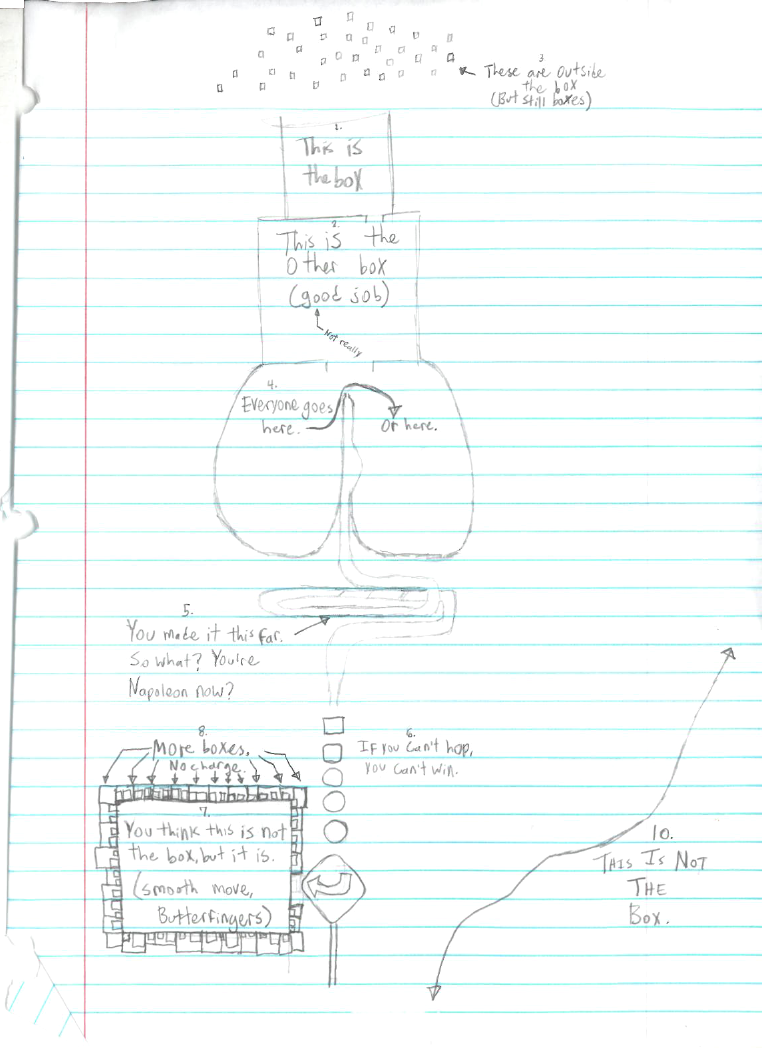 3
These are outside
the box
(But still boxes)
1.
This is
the box
2.
This is the
Other box
(good job)
Not really
4.
Everyone goes
here.
Or here.
5.
You made it this far.
So what? You're
Napoleon now?
6.
If you can't hop,
you can't win.
8.
More boxes.
No charge.
7.
You think this is not
the box, but it is.
(smooth move,
Butterfingers)
10.
This Is Not
The
Box.